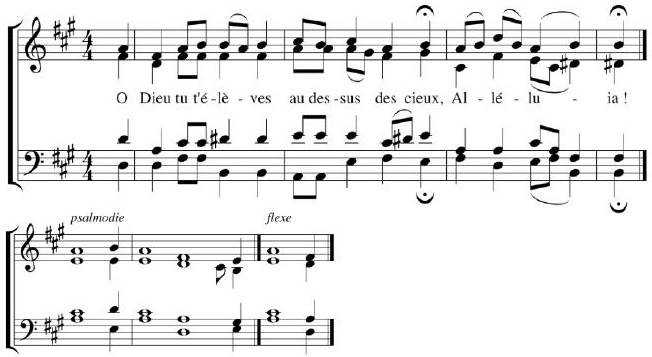 O Dieu tu t'é - lè - ves au des - sus des cieux, Al - lé - lu - ia !
psalmodie flexe